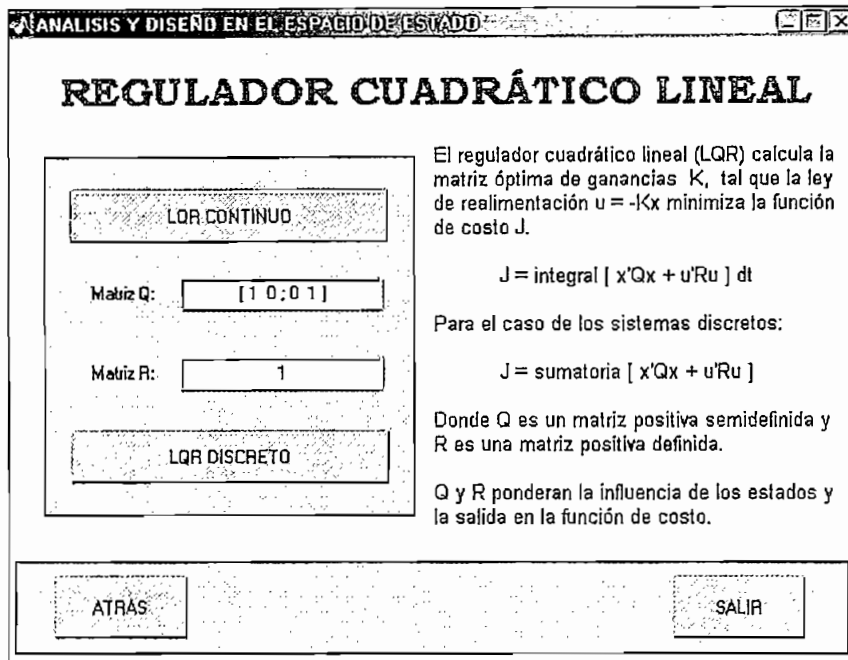 ANALISIS Y DISEÑO EN EL ESPACIO DE ESTADO
REGULADOR CUADRÁTICO LINEAL
LQR CONTINUO
Matriz Q: [1 0;0 1]
Matriz R: 1
LQR DISCRETO
El regulador cuadrático lineal (LQR) calcula la
matriz óptima de ganancias K, tal que la ley
de realimentación u = -Kx minimiza la función
de costo J.
J = integral [ x'Qx + u'Ru ] dt
Para el caso de los sistemas discretos:
J = sumatoria [ x'Qx + u'Ru ]
Donde Q es un matriz positiva semidefinida y
R es una matriz positiva definida.
Q y R ponderan la influencia de los estados y
la salida en la función de costo.
ATRAS
SALIR